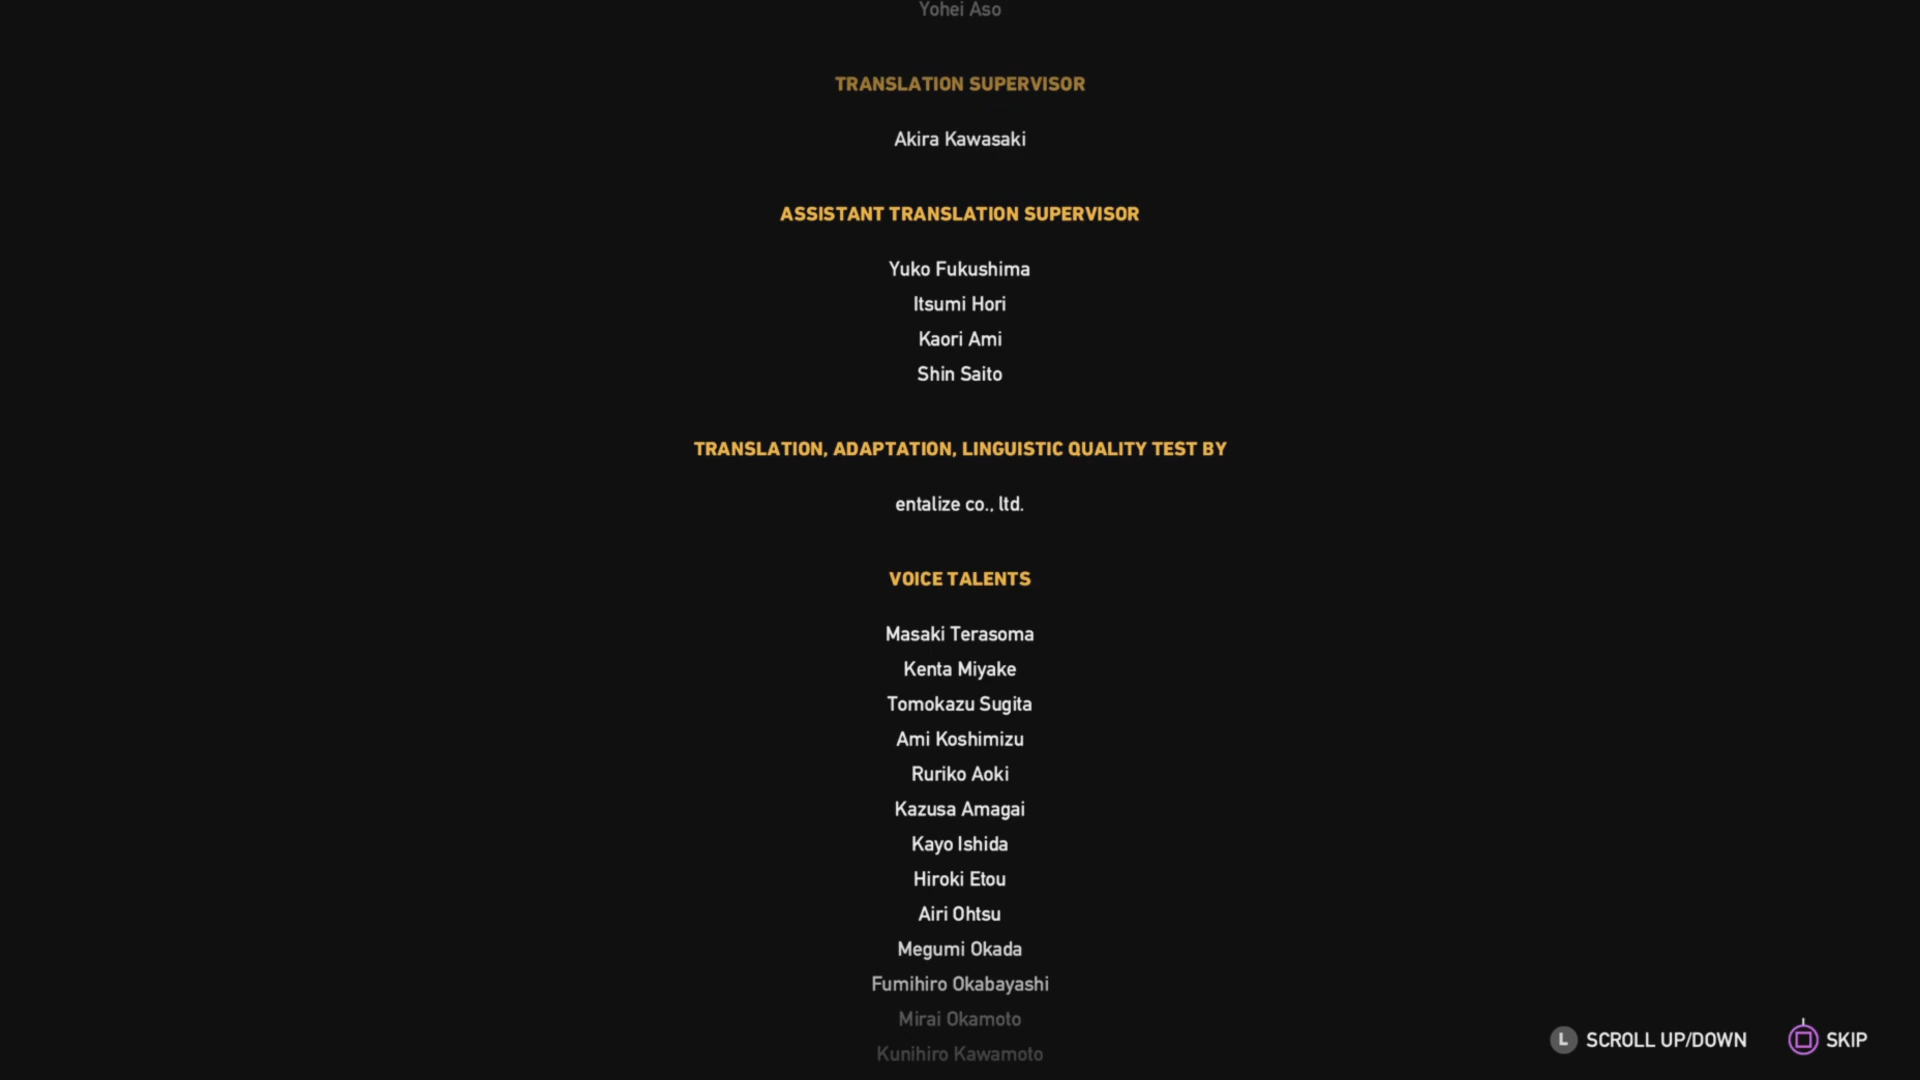 Yohei Aso
TRANSLATION SUPERVISOR
Akira Kawasaki
ASSISTANT TRANSLATION SUPERVISOR
Yuko Fukushima
Itsumi Hori
Kaori Ami
Shin Saito
TRANSLATION, ADAPTATION, LINGUISTIC QUALITY TEST BY
entalize co., ltd.
VOICE TALENTS
Masaki Terasoma
Kenta Miyake
Tomokazu Sugita
Ami Koshimizu
Ruriko Aoki
Kazusa Amagai
Kayo Ishida
Hiroki Etou
Airi Ohtsu
Megumi Okada
Fumihiro Okabayashi
Mirai Okamoto
Kunihiro Kawamoto
L SCROLL UP/DOWN SKIP